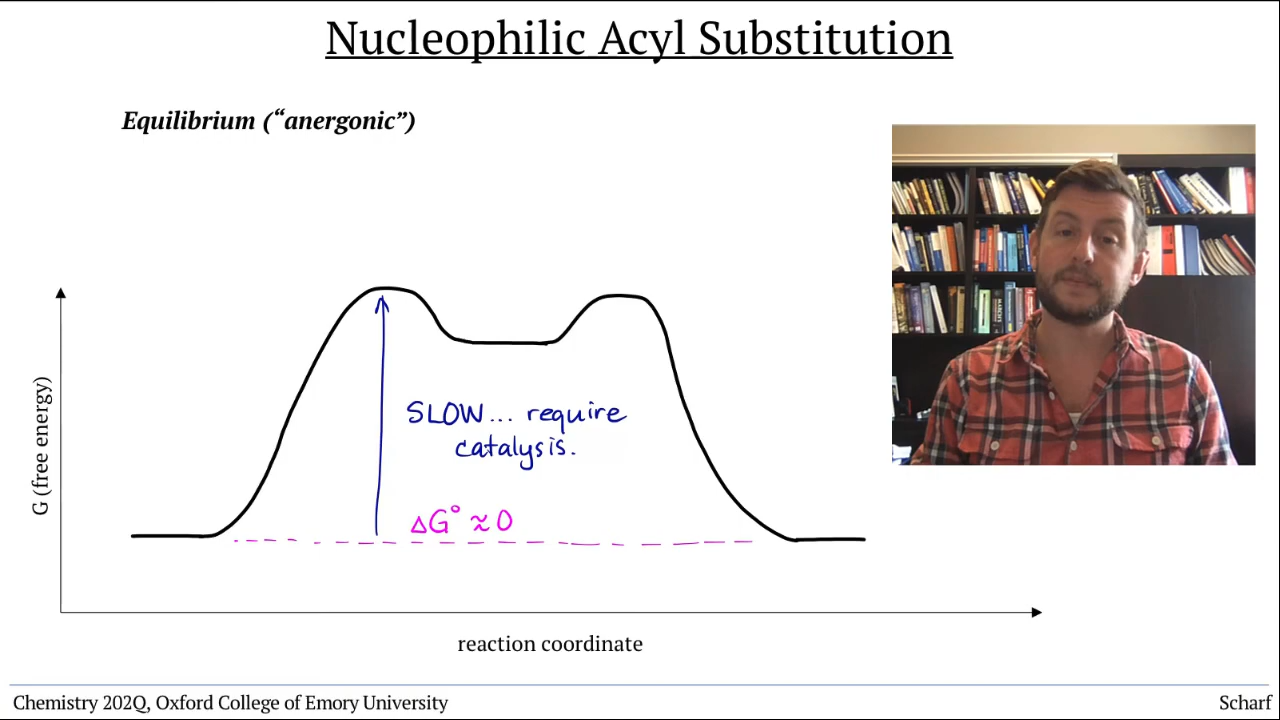 Nucleophilic Acyl Substitution
Equilibrium (“anergonic”)
G (free energy)
SLOW... require
catalysis.
ΔG° ≈ 0
reaction coordinate
Chemistry 202Q, Oxford College of Emory University
Scharf